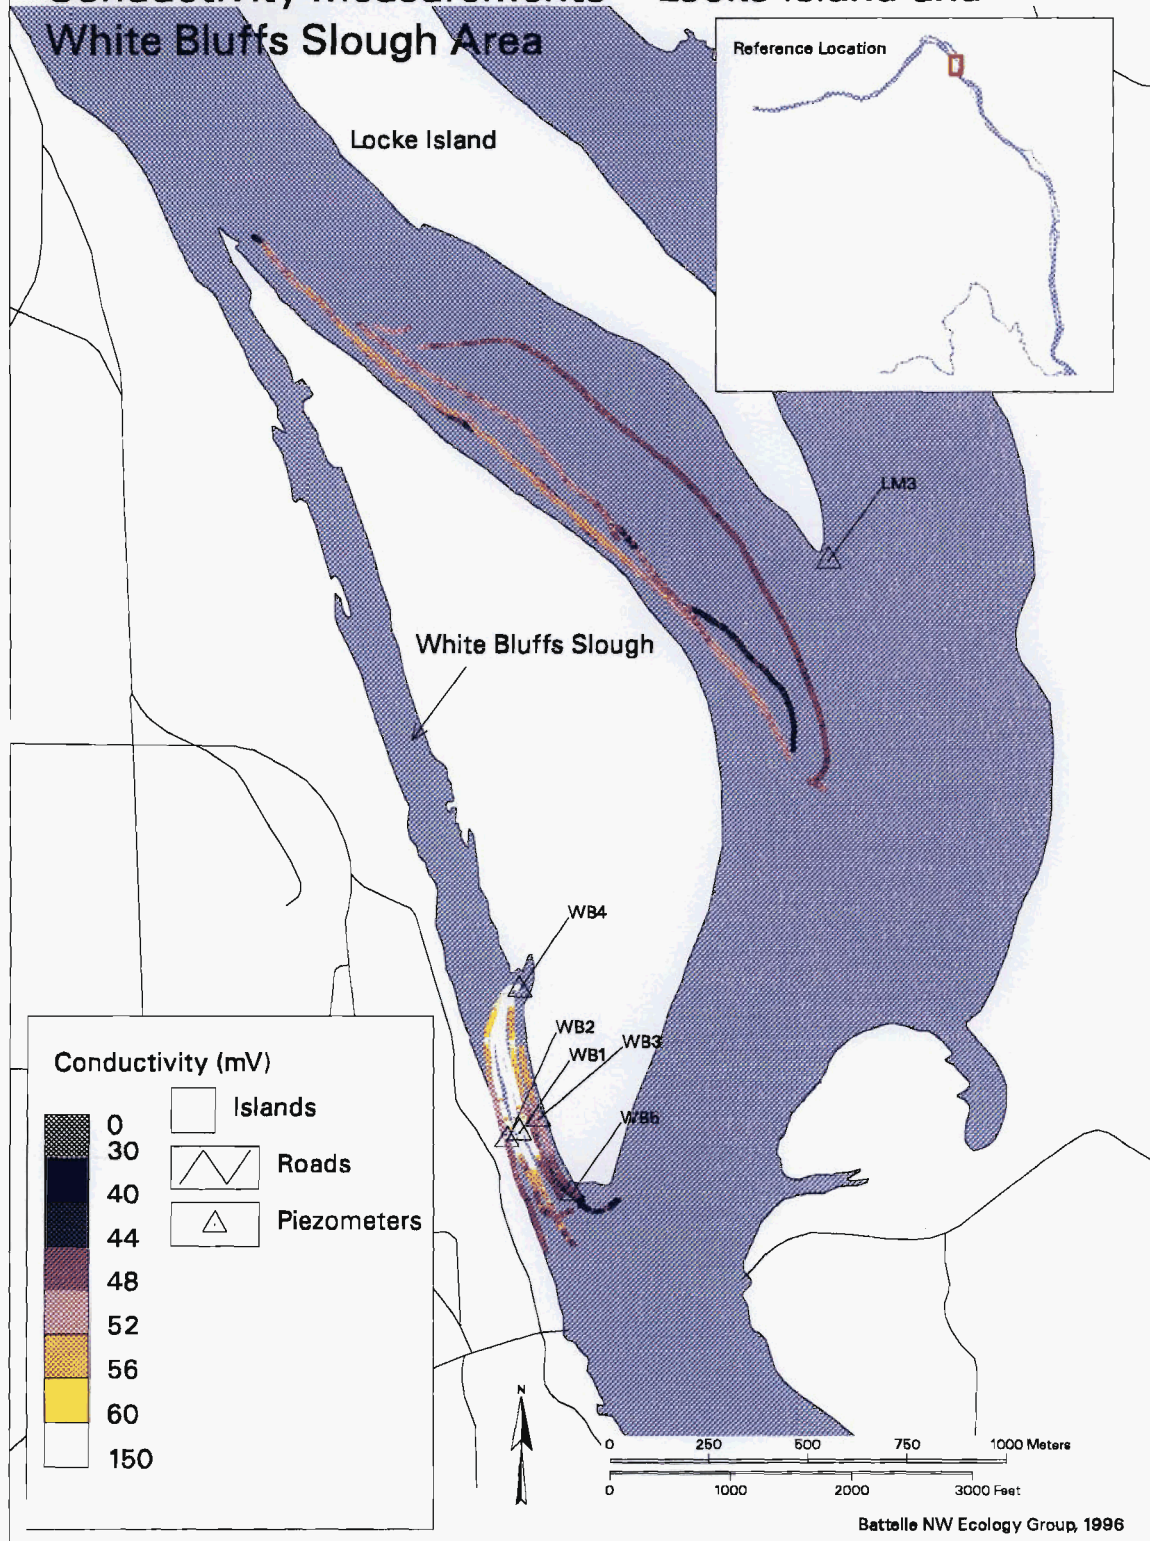 White Bluffs Slough Area
Reference Location
Locke Island
LM3
White Bluffs Slough
WB4
WB2
WB3
WB1
Conductivity (mV)
0
30
40
44
48
52
56
60
150
Islands
Roads
Piezometers
N
0 250 500 750 1000 Meters
0 1000 2000 3000 Feet
Battelle NW Ecology Group, 1996